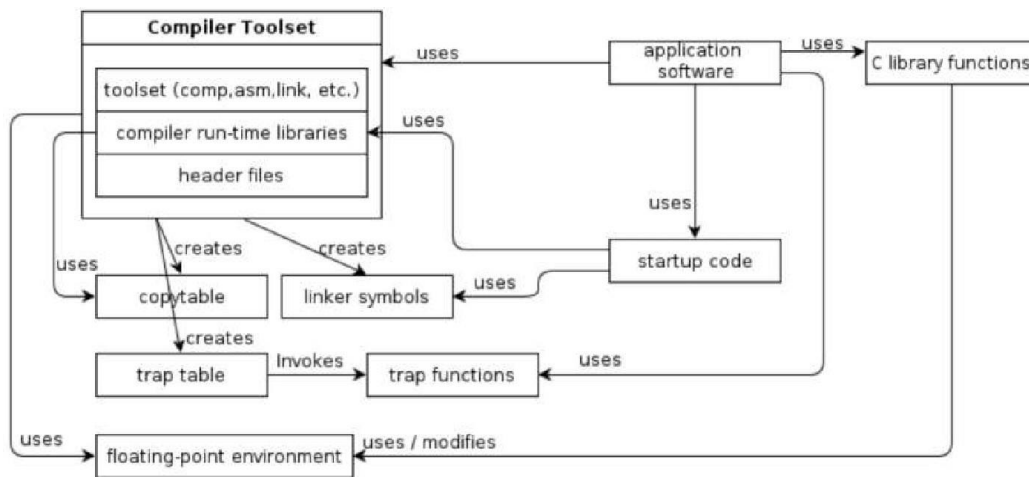 Compiler Toolset
uses
application
software
uses
C library functions
toolset (comp,asm,link, etc.)
compiler run-time libraries
uses
header files
uses
creates
creates
startup code
uses
copytable
linker symbols
uses
creates
trap table
Invokes
trap functions
uses
uses
floating-point environment
uses / modifies